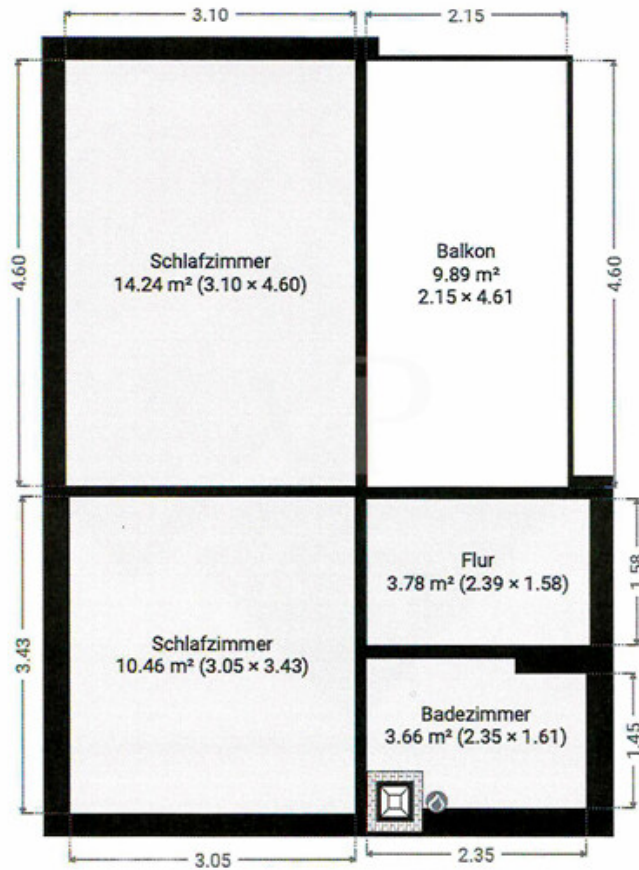 3.10
2.15
4.60
Schlafzimmer
14.24 m² (3.10 × 4.60)
Balkon
9.89 m²
2.15 × 4.61
4.60
3.43
Schlafzimmer
10.46 m² (3.05 × 3.43)
Flur
3.78 m² (2.39 × 1.58)
1.58
Badezimmer
3.66 m² (2.35 × 1.61)
1.45
3.05
2.35